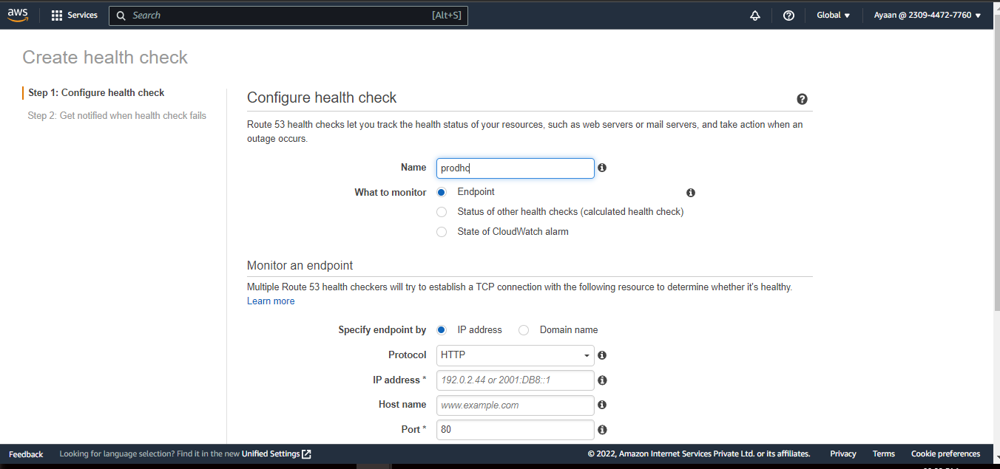 aws Services Search [Alt+S] Global Ayaan @ 2309-4472-7760
Create health check
Step 1: Configure health check
Step 2: Get notified when health check fails
Configure health check
Route 53 health checks let you track the health status of your resources, such as web servers or mail servers, and take action when an
outage occurs.
Name prodhc
What to monitor Endpoint
Status of other health checks (calculated health check)
State of CloudWatch alarm
Monitor an endpoint
Multiple Route 53 health checkers will try to establish a TCP connection with the following resource to determine whether it's healthy.
Learn more
Specify endpoint by IP address Domain name
Protocol HTTP
IP address * 192.0.2.44 or 2001:DB8::1
Host name www.example.com
Port * 80
Feedback Looking for language selection? Find it in the new Unified Settings © 2022, Amazon Internet Services Private Ltd. or its affiliates. Privacy Terms Cookie preferences